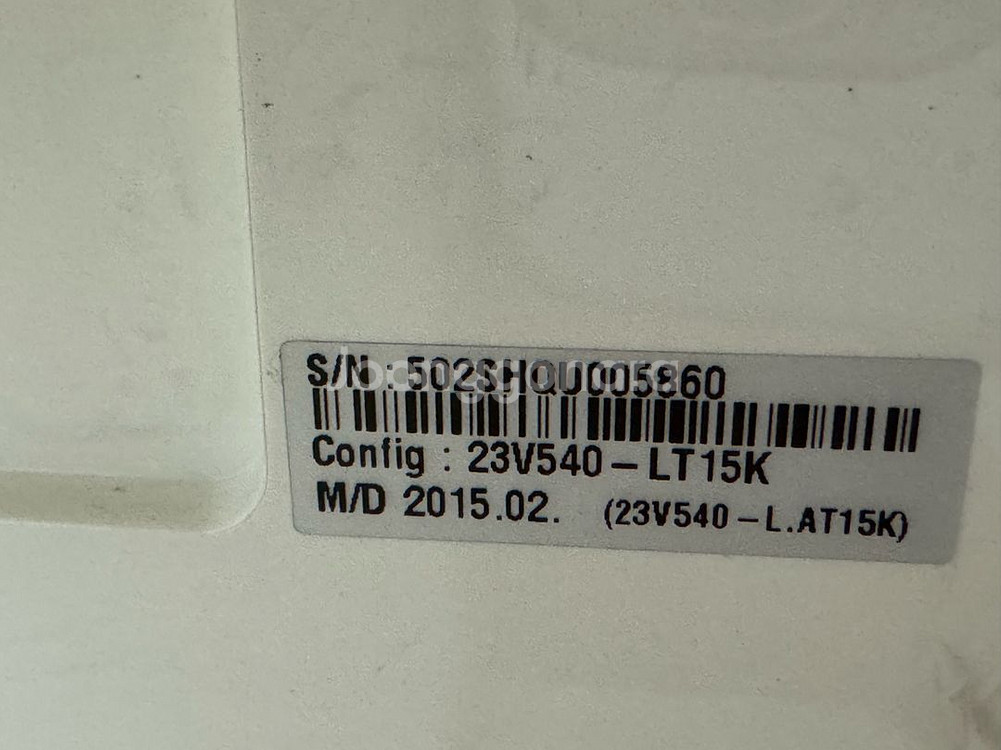 S/N : 502SHQU005860
Config : 23V540-LT15K
M/D 2015.02. (23V540-L.AT15K)